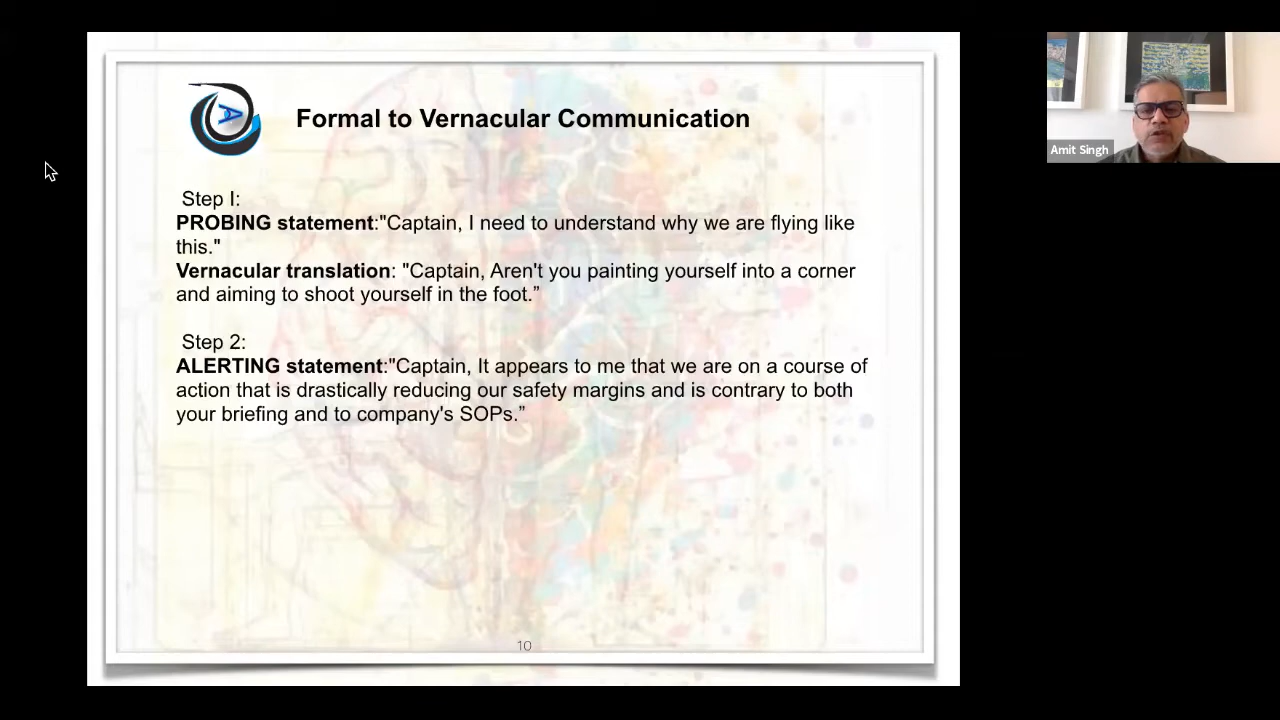 Formal to Vernacular Communication
Step I:
PROBING statement:"Captain, I need to understand why we are flying like
this."
Vernacular translation: "Captain, Aren't you painting yourself into a corner
and aiming to shoot yourself in the foot.”
Step 2:
ALERTING statement:"Captain, It appears to me that we are on a course of
action that is drastically reducing our safety margins and is contrary to both
your briefing and to company's SOPs.”
10
Amit Singh